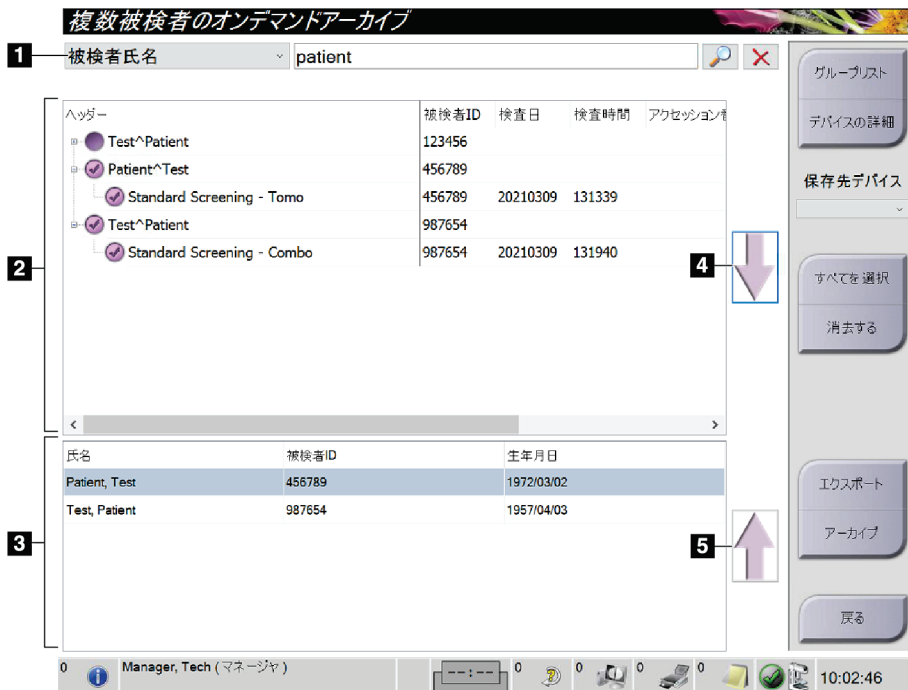 複数被検者のオンデマンドアーカイブ
1 被検者氏名 patient
グループリスト
デバイスの詳細
保存先デバイス
すべてを選択
消去する
エクスポート
アーカイブ
戻る
2
ヘッダー 被検者ID 検査日 検査時間 アクセッション
Test^Patient 123456
Patient^Test 456789
Standard Screening - Tomo 456789 20210309 131339
Test^Patient 987654
Standard Screening - Combo 987654 20210309 131940
4
3
氏名 被検者ID 生年月日
Patient, Test 456789 1972/03/02
Test, Patient 987654 1957/04/03
5
0 Manager, Tech (マネージャ) --:-- 0 0 0 0 10:02:46